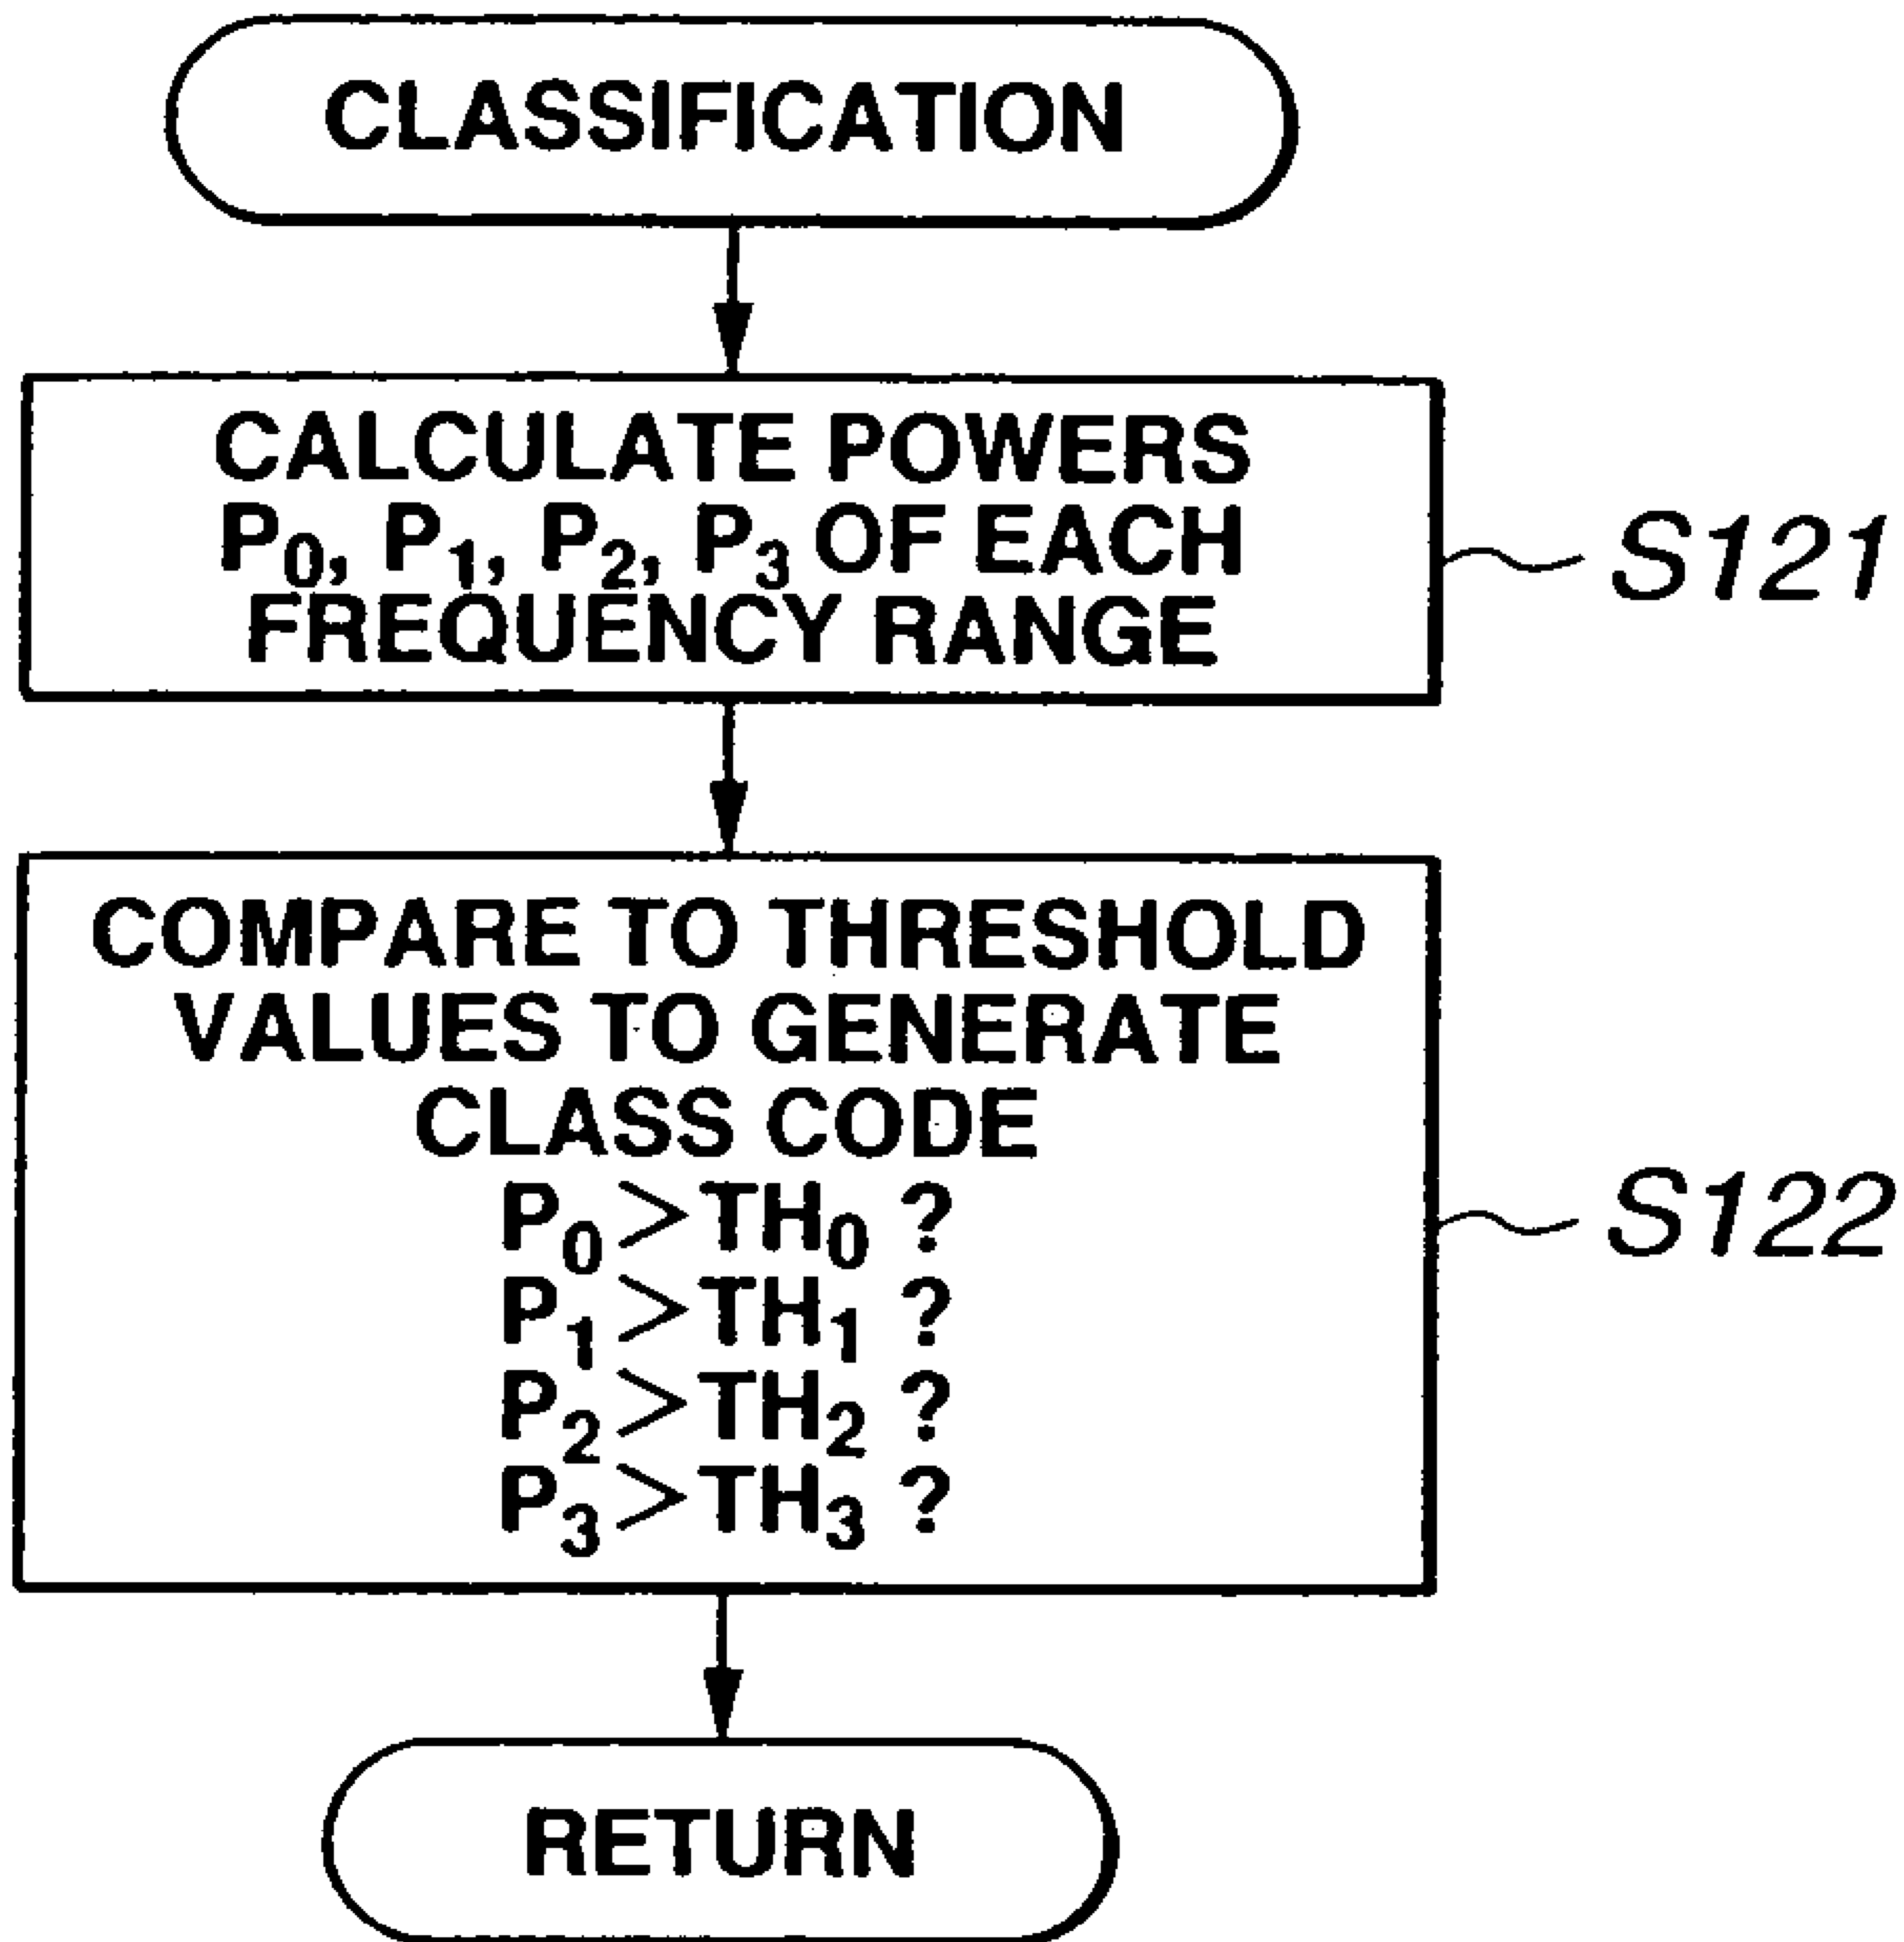 CLASSIFICATION
CALCULATE POWERS
P₀, P₁, P₂, P₃ OF EACH
FREQUENCY RANGE
S121
COMPARE TO THRESHOLD
VALUES TO GENERATE
CLASS CODE
P₀>TH₀ ?
P₁>TH₁ ?
P₂>TH₂ ?
P₃>TH₃ ?
S122
RETURN